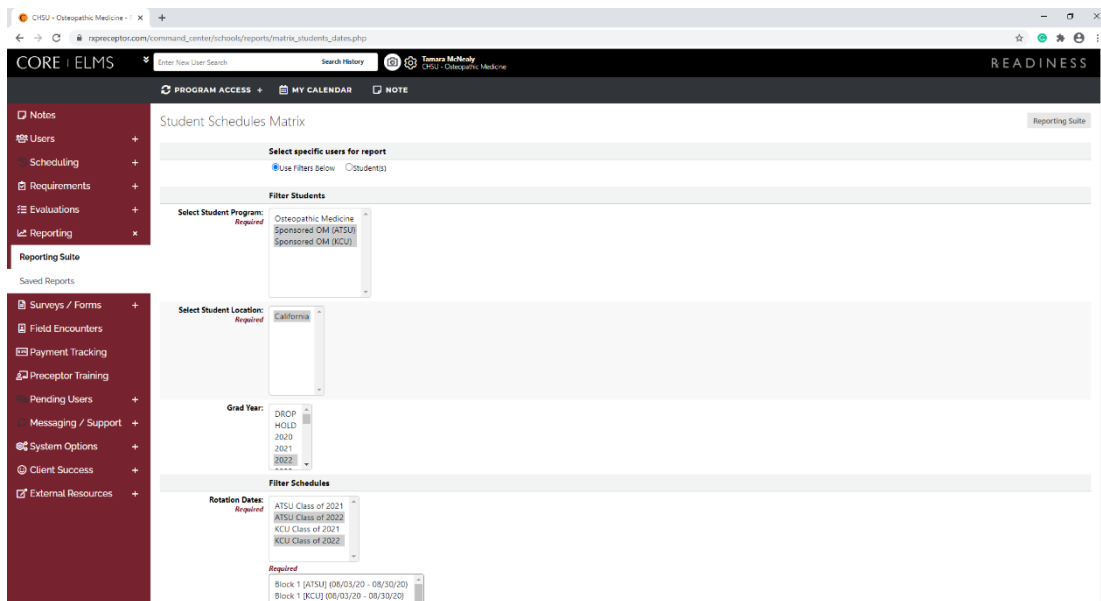 CHSU - Osteopathic Medicine -
rxpreceptor.com/command_center/schools/reports/matrix_students_dates.php
CORE ELMS
Enter New User Search
Search History
Tamara McNealy
CHSU - Osteopathic Medicine
READINESS
PROGRAM ACCESS +
MY CALENDAR
NOTE
Notes
Users +
Scheduling +
Requirements +
Evaluations +
Reporting ×
Reporting Suite
Saved Reports
Surveys / Forms +
Field Encounters
Payment Tracking
Preceptor Training
Pending Users +
Messaging / Support +
System Options +
Client Success +
External Resources +
Student Schedules Matrix
Reporting Suite
Select specific users for report
Use Filters Below Student(s)
Filter Students
Select Student Program:
Required
Osteopathic Medicine
Sponsored OM (ATSU)
Sponsored OM (KCU)
Select Student Location:
Required
California
Grad Year:
DROP
HOLD
2020
2021
2022
Filter Schedules
Rotation Dates:
Required
ATSU Class of 2021
ATSU Class of 2022
KCU Class of 2021
KCU Class of 2022
Required
Block 1 [ATSU] (08/03/20 - 08/30/20)
Block 1 [KCU] (08/03/20 - 08/30/20)